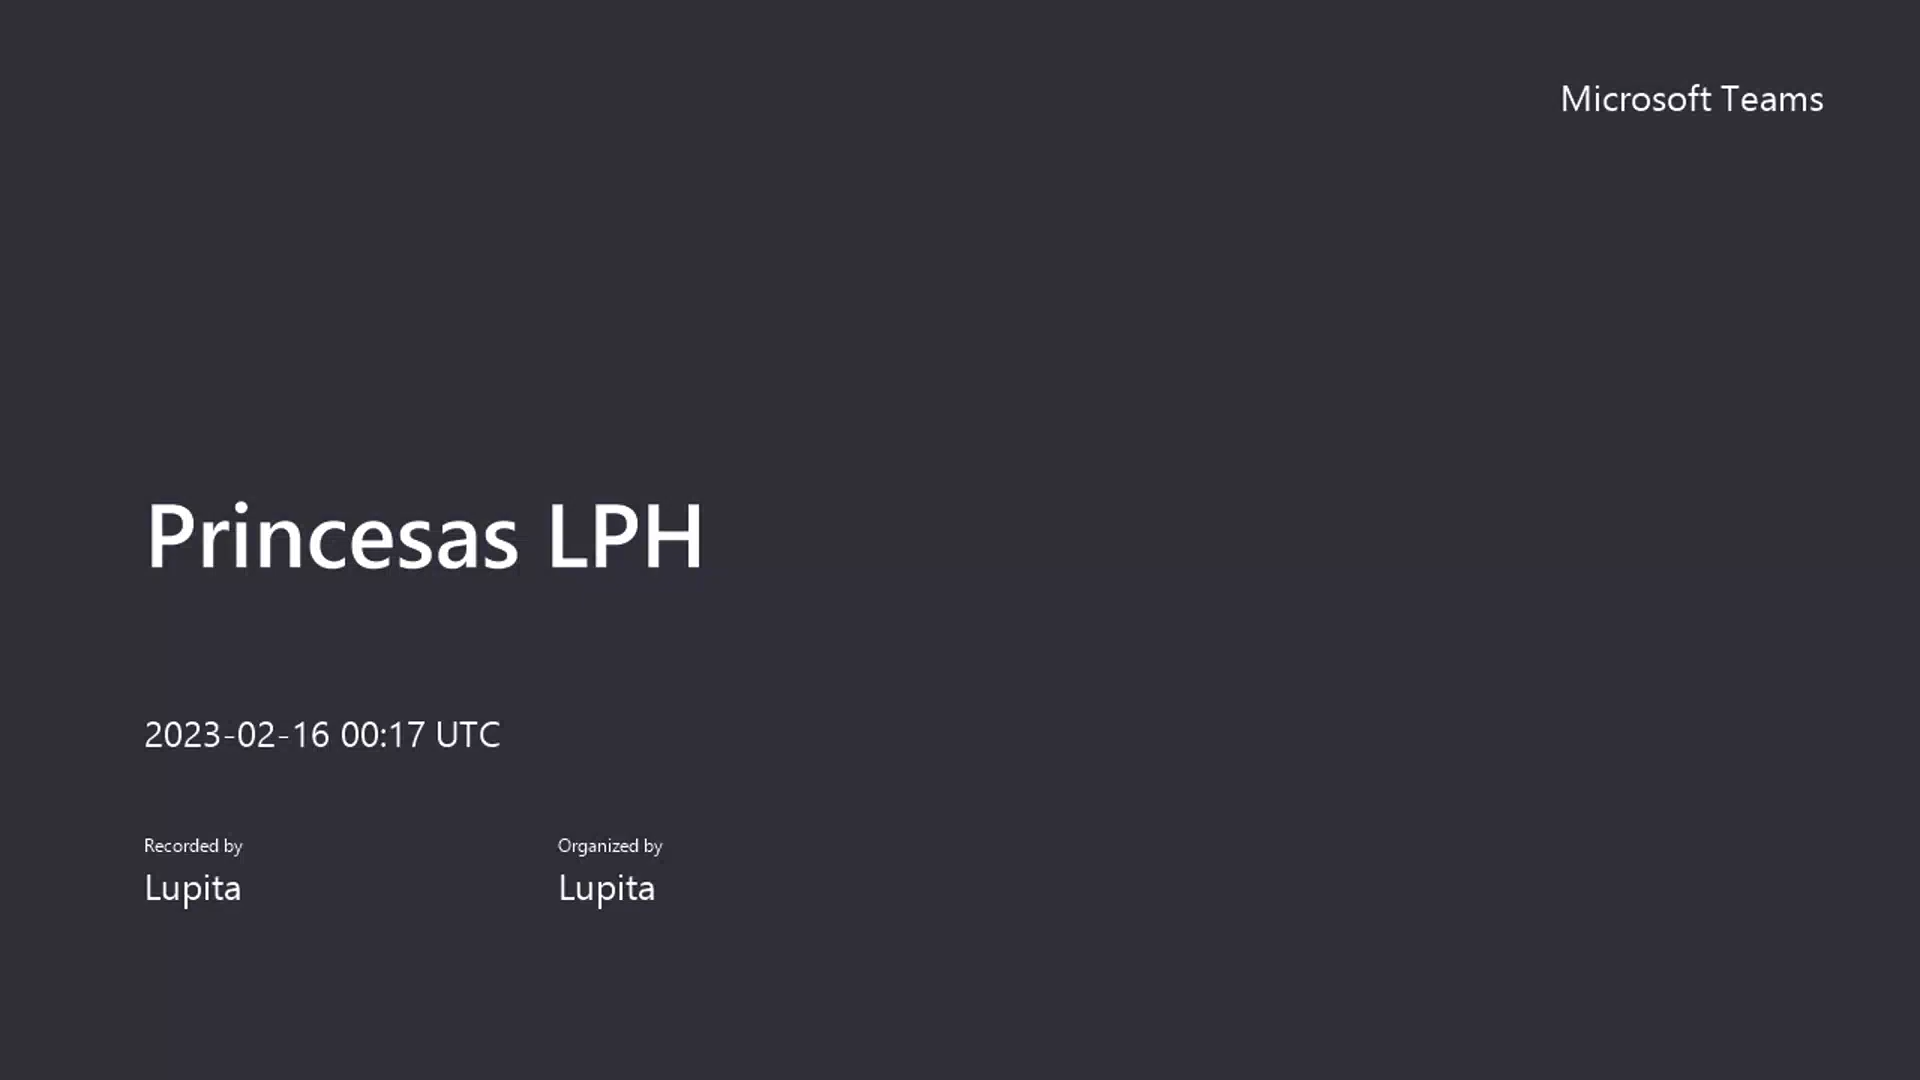 Microsoft Teams
Princesas LPH
2023-02-16 00:17 UTC
Recorded by
Lupita
Organized by
Lupita